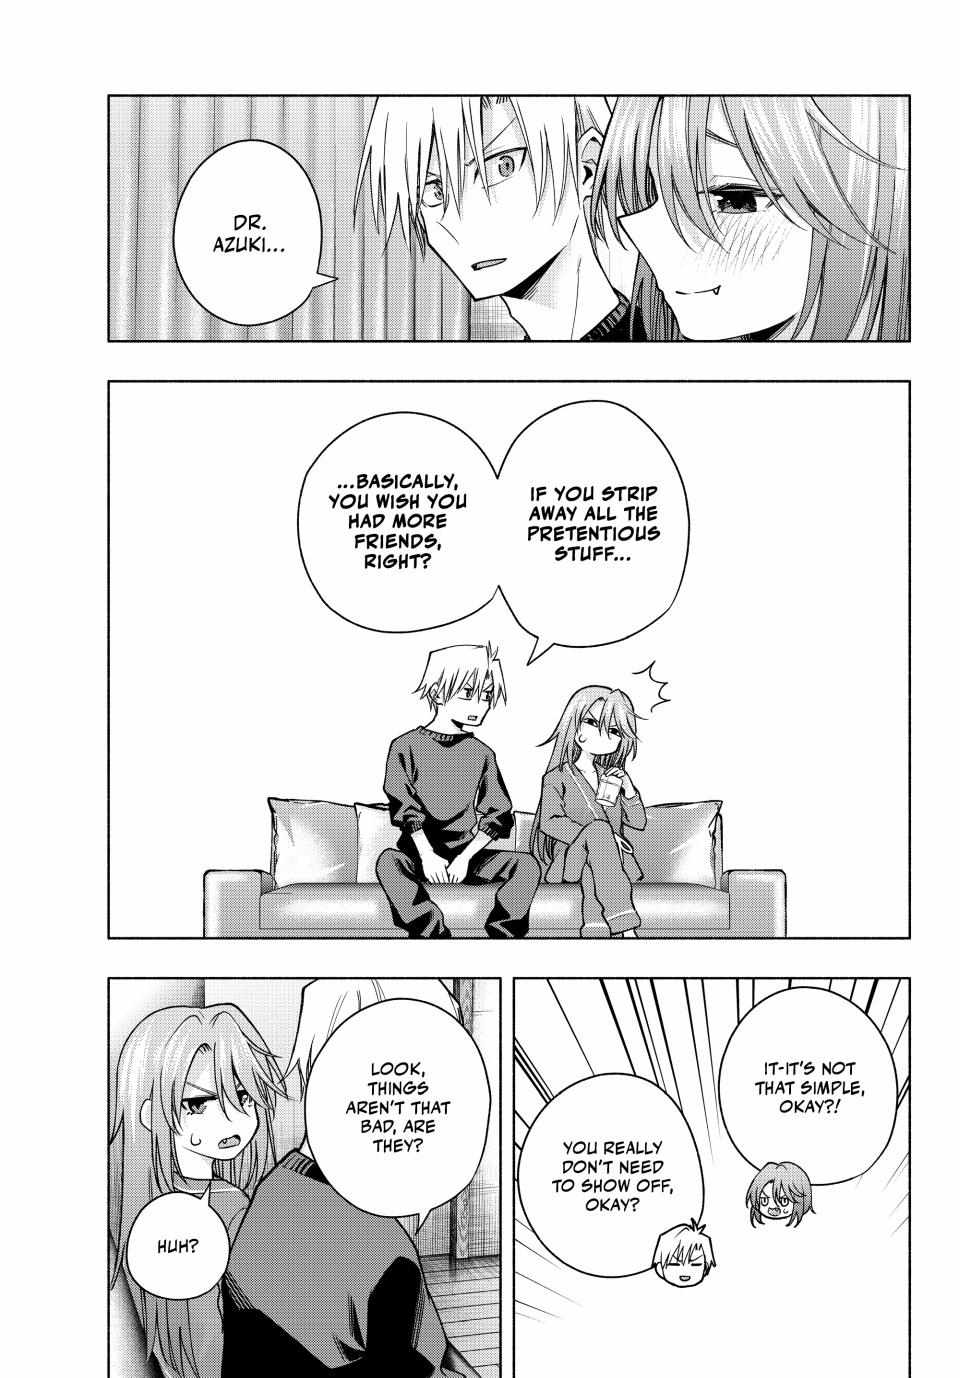 DR.
AZUKI...
IF YOU STRIP
AWAY ALL THE
PRETENTIOUS
STUFF...
...BASICALLY,
YOU WISH YOU
HAD MORE
FRIENDS,
RIGHT?
IT-IT'S NOT
THAT SIMPLE,
OKAY?!
YOU REALLY
DON'T NEED
TO SHOW OFF,
OKAY?
LOOK,
THINGS
AREN'T THAT
BAD, ARE
THEY?
HUH?